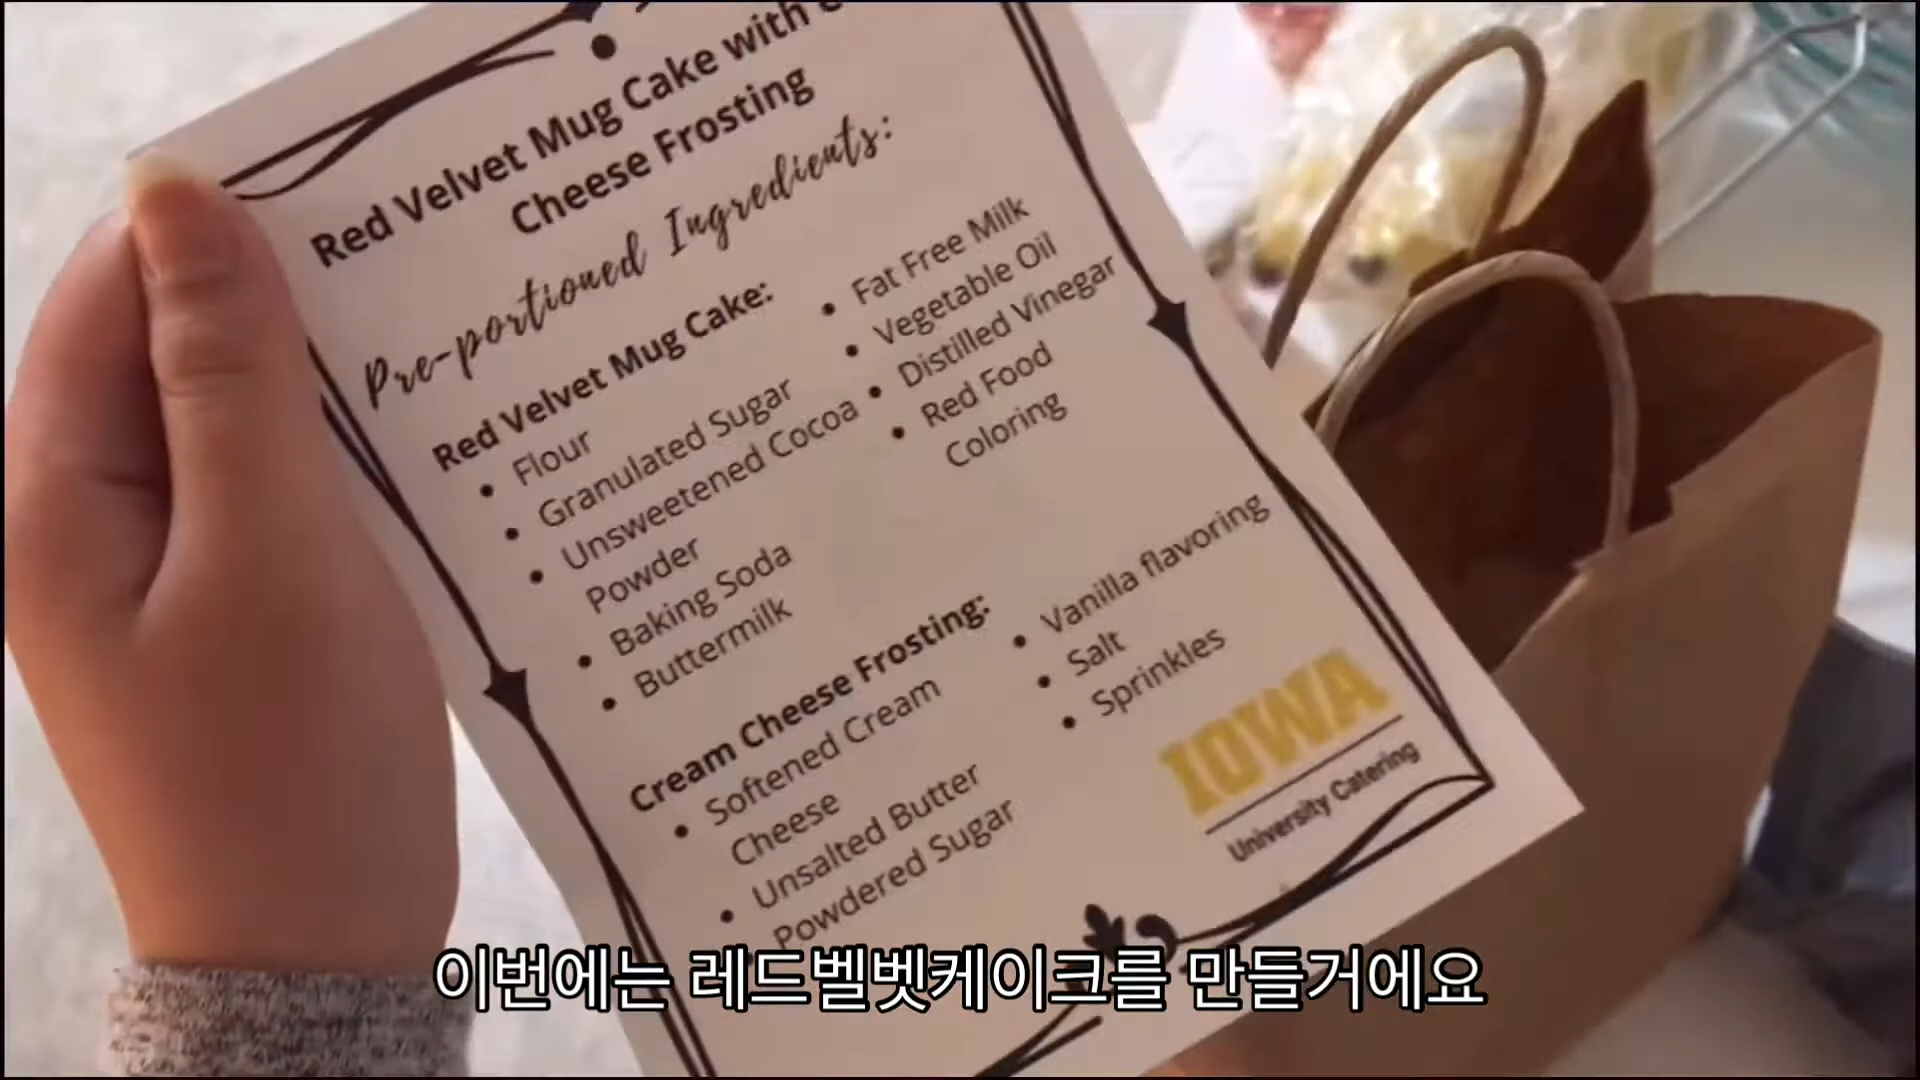 Red Velvet Mug Cake with
Cheese Frosting
Pre-portioned Ingredients:
Red Velvet Mug Cake:
• Flour
• Granulated Sugar
• Unsweetened Cocoa
Powder
• Baking Soda
• Buttermilk
• Fat Free Milk
• Vegetable Oil
• Distilled Vinegar
• Red Food
Coloring
Cream Cheese Frosting:
• Softened Cream
Cheese
• Unsalted Butter
• Powdered Sugar
• Vanilla flavoring
• Salt
• Sprinkles
IOWA
University Catering
이번에는 레드벨벳케이크를 만들거에요